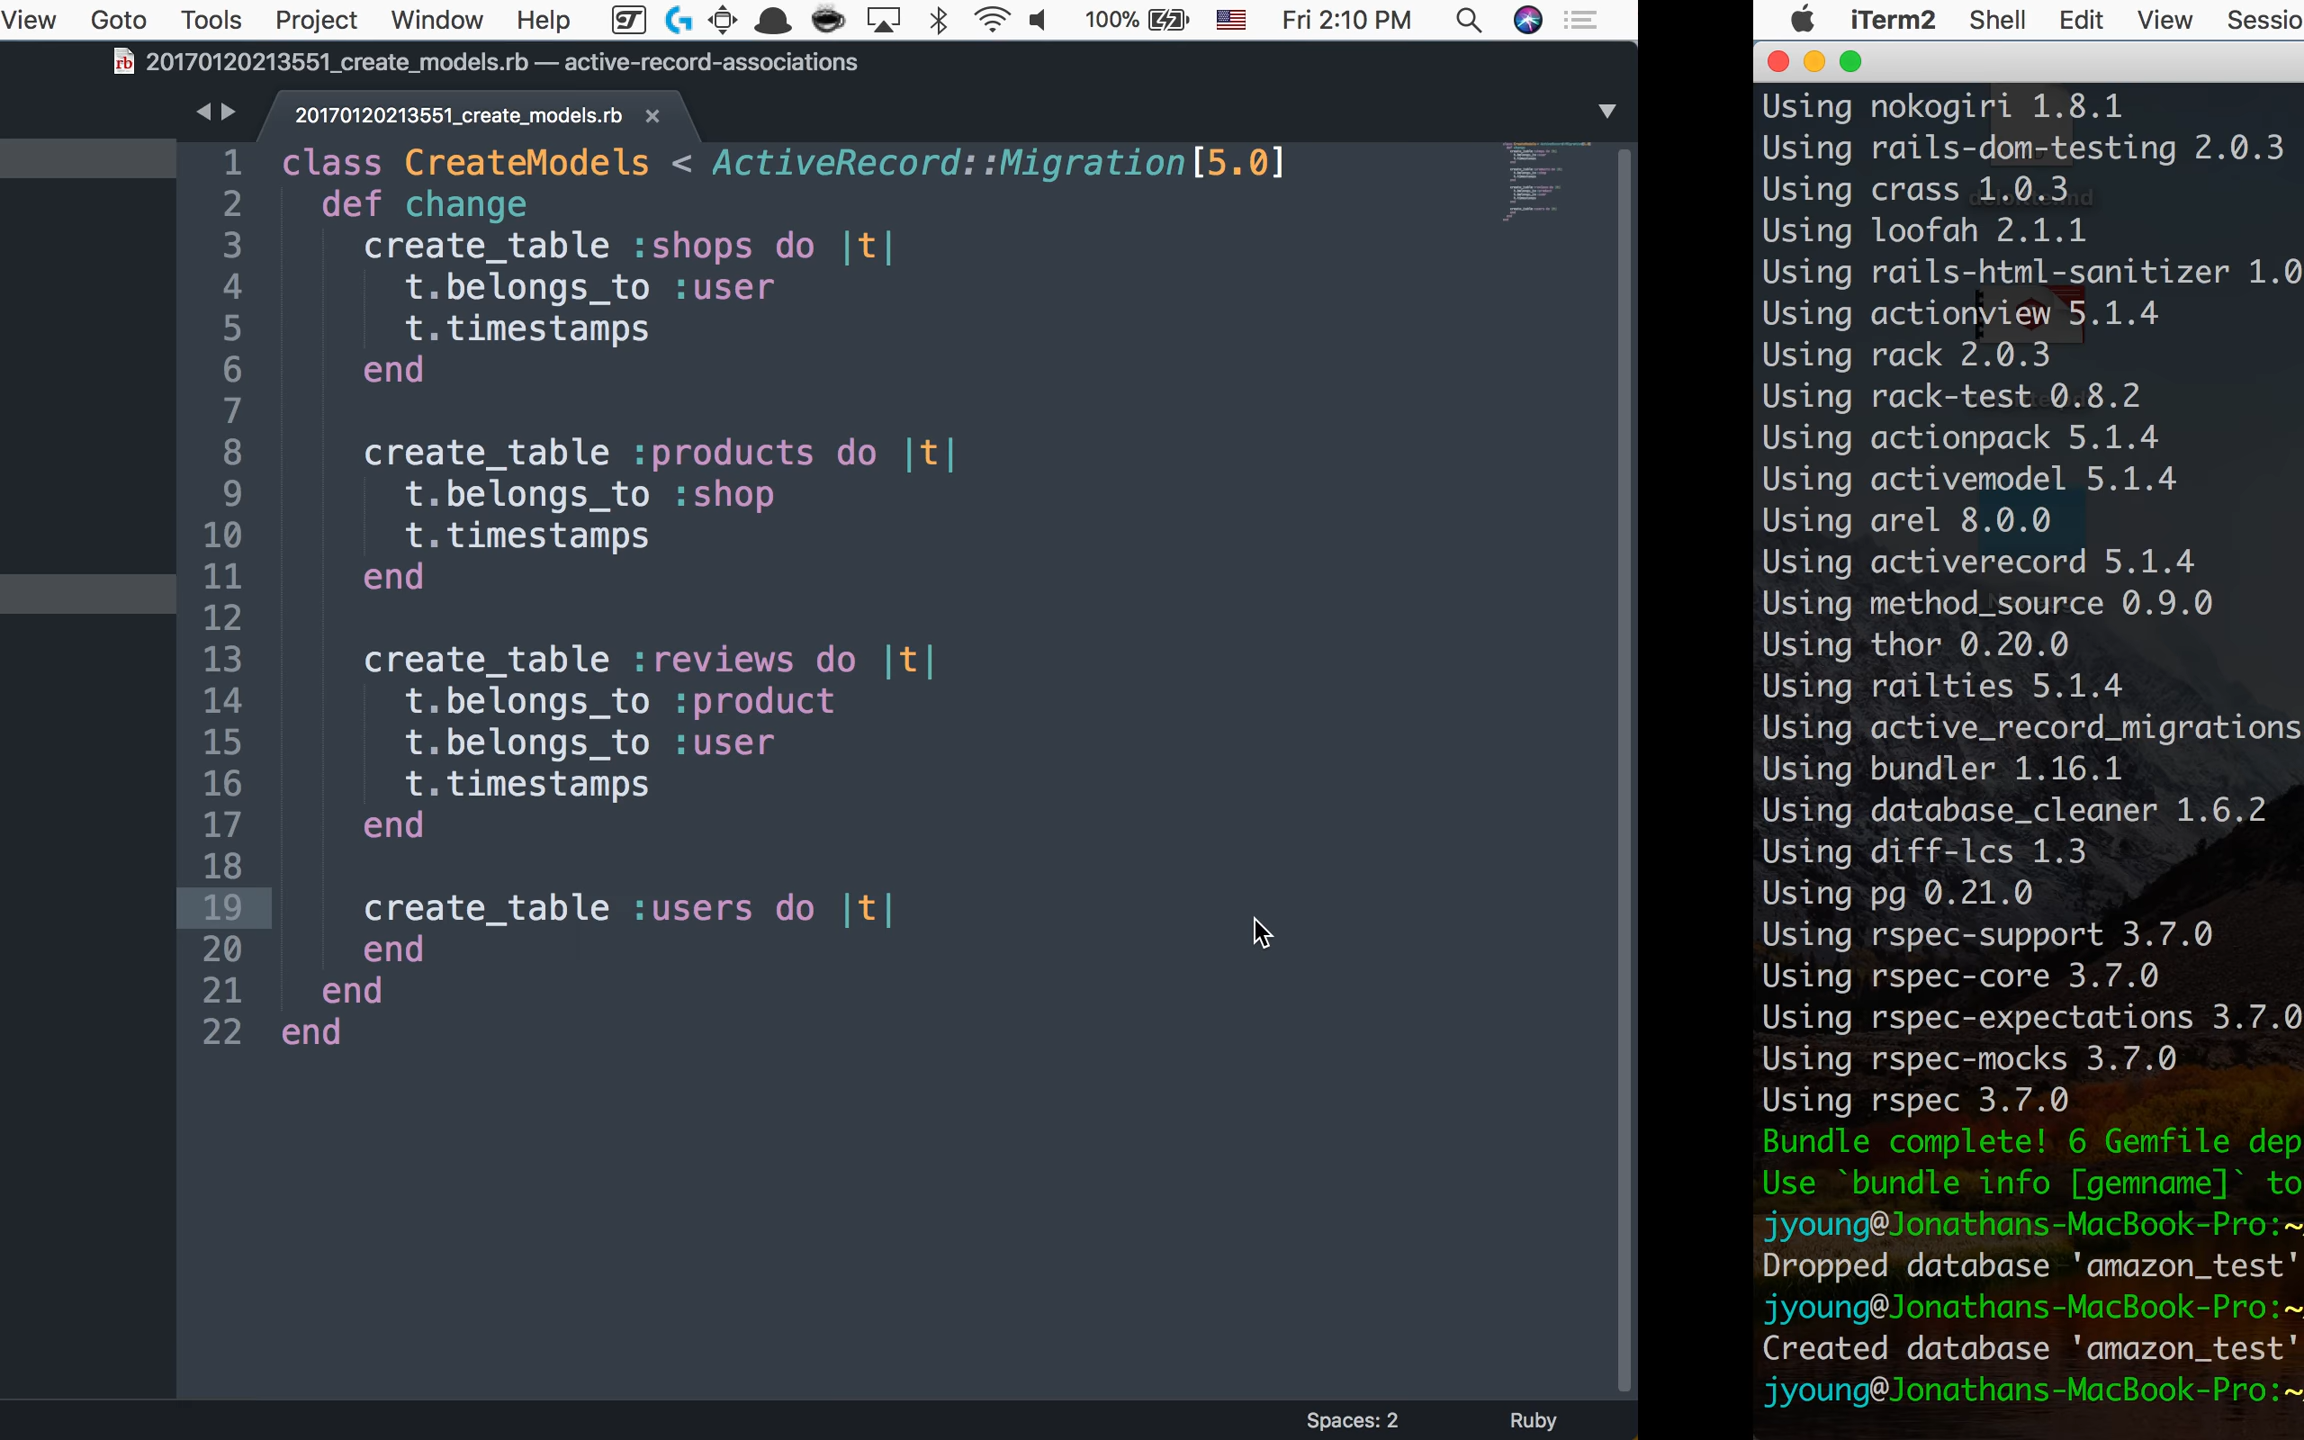 View Goto Tools Project Window Help 100% Fri 2:10 PM
20170120213551_create_models.rb — active-record-associations
20170120213551_create_models.rb ×
1 class CreateModels < ActiveRecord::Migration[5.0]
2 def change
3 create_table :shops do |t|
4 t.belongs_to :user
5 t.timestamps
6 end
7
8 create_table :products do |t|
9 t.belongs_to :shop
10 t.timestamps
11 end
12
13 create_table :reviews do |t|
14 t.belongs_to :product
15 t.belongs_to :user
16 t.timestamps
17 end
18
19 create_table :users do |t|
20 end
21 end
22 end
Spaces: 2 Ruby
iTerm2 Shell Edit View Sessio
Using nokogiri 1.8.1
Using rails-dom-testing 2.0.3
Using crass 1.0.3
Using loofah 2.1.1
Using rails-html-sanitizer 1.0
Using actionview 5.1.4
Using rack 2.0.3
Using rack-test 0.8.2
Using actionpack 5.1.4
Using activemodel 5.1.4
Using arel 8.0.0
Using activerecord 5.1.4
Using method_source 0.9.0
Using thor 0.20.0
Using railties 5.1.4
Using active_record_migrations
Using bundler 1.16.1
Using database_cleaner 1.6.2
Using diff-lcs 1.3
Using pg 0.21.0
Using rspec-support 3.7.0
Using rspec-core 3.7.0
Using rspec-expectations 3.7.0
Using rspec-mocks 3.7.0
Using rspec 3.7.0
Bundle complete! 6 Gemfile dep
Use `bundle info [gemname]` to
jyoung@Jonathans-MacBook-Pro:~
Dropped database 'amazon_test'
jyoung@Jonathans-MacBook-Pro:~
Created database 'amazon_test'
jyoung@Jonathans-MacBook-Pro:~